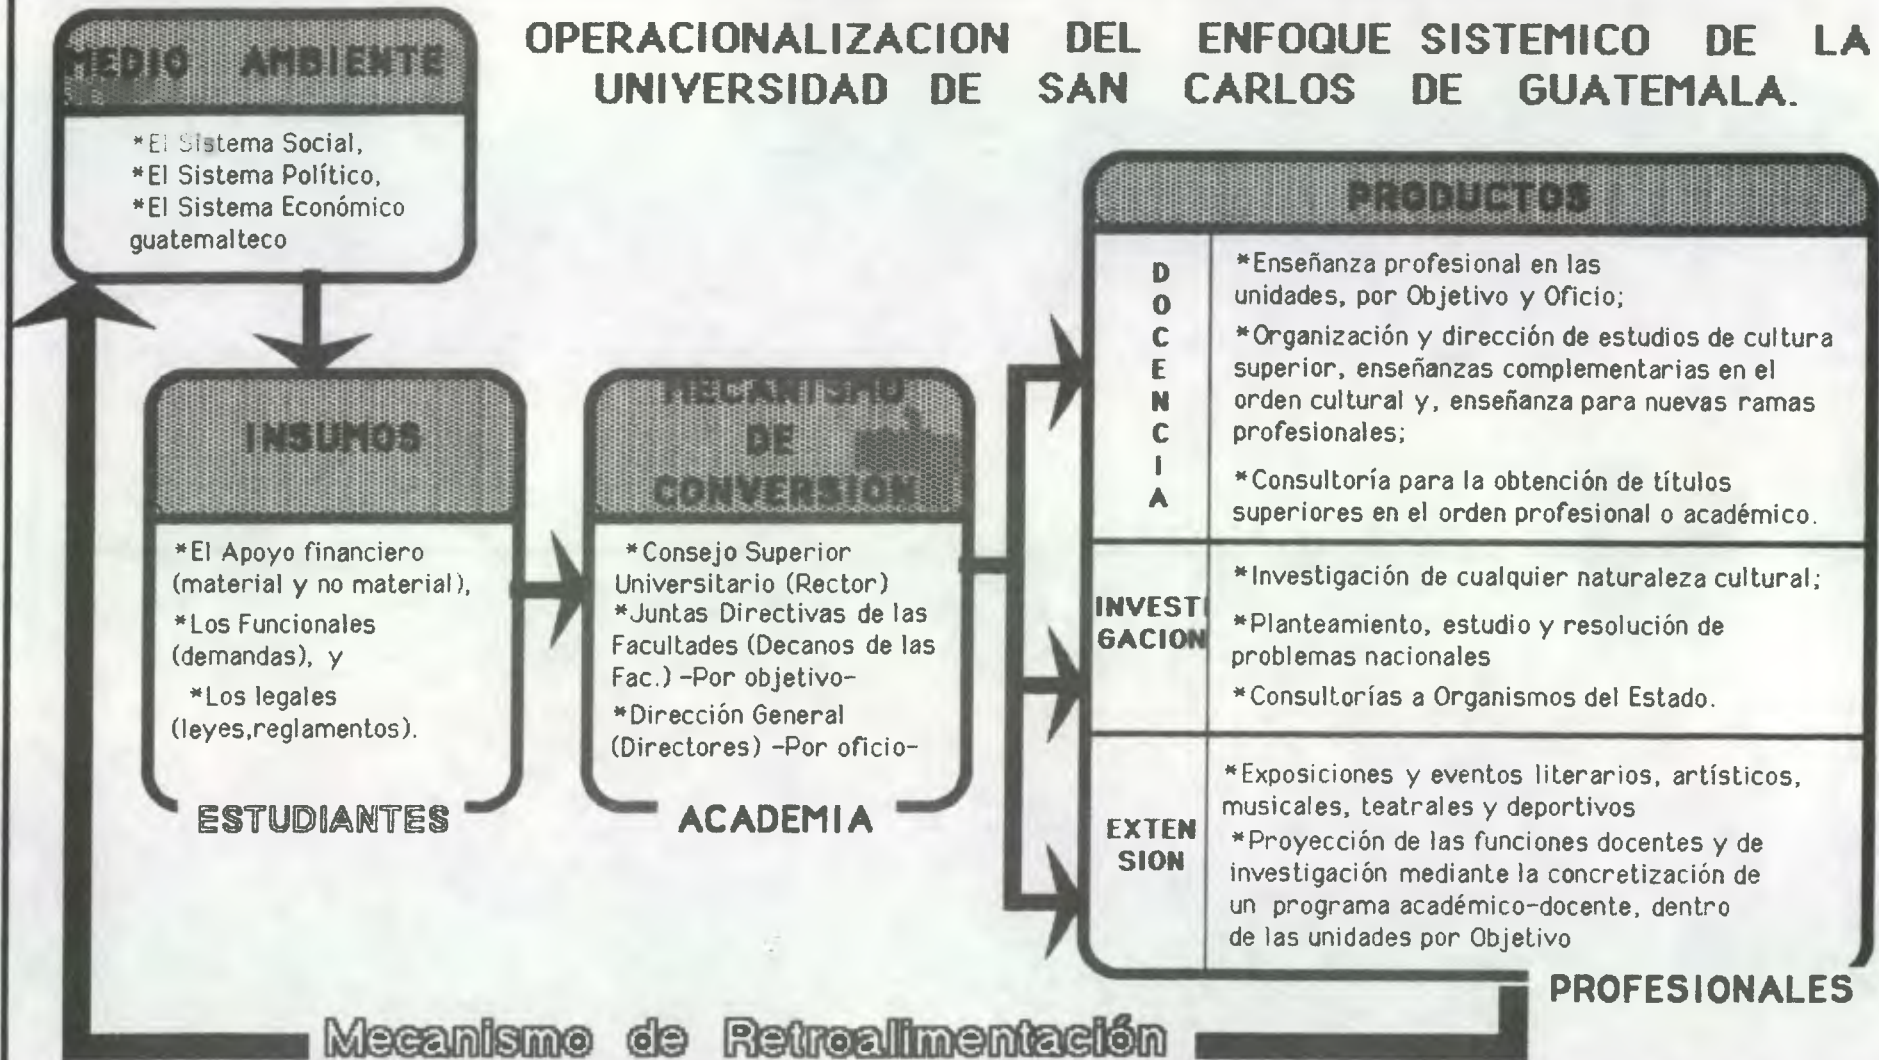 OPERACIONALIZACION DEL ENFOQUE SISTEMICO DE LA
UNIVERSIDAD DE SAN CARLOS DE GUATEMALA.
MEDIO AMBIENTE
*El Sistema Social,
*El Sistema Político,
*El Sistema Económico
guatemalteco
INSUMOS
*El Apoyo financiero
(material y no material),
*Los Funcionales
(demandas), y
*Los legales
(leyes,reglamentos).
ESTUDIANTES
MECANISMO
DE
CONVERSION
*Consejo Superior
Universitario (Rector)
*Juntas Directivas de las
Facultades (Decanos de las
Fac.) -Por objetivo-
*Dirección General
(Directores) -Por oficio-
ACADEMIA
PRODUCTOS
D
O
C
E
N
C
I
A
*Enseñanza profesional en las
unidades, por Objetivo y Oficio;
*Organización y dirección de estudios de cultura
superior, enseñanzas complementarias en el
orden cultural y, enseñanza para nuevas ramas
profesionales;
*Consultoría para la obtención de títulos
superiores en el orden profesional o académico.
INVESTI
GACION
*Investigación de cualquier naturaleza cultural;
*Planteamiento, estudio y resolución de
problemas nacionales
*Consultorías a Organismos del Estado.
EXTEN
SION
*Exposiciones y eventos literarios, artísticos,
musicales, teatrales y deportivos
*Proyección de las funciones docentes y de
investigación mediante la concretización de
un programa académico-docente, dentro
de las unidades por Objetivo
PROFESIONALES
Mecanismo de Retroalimentación